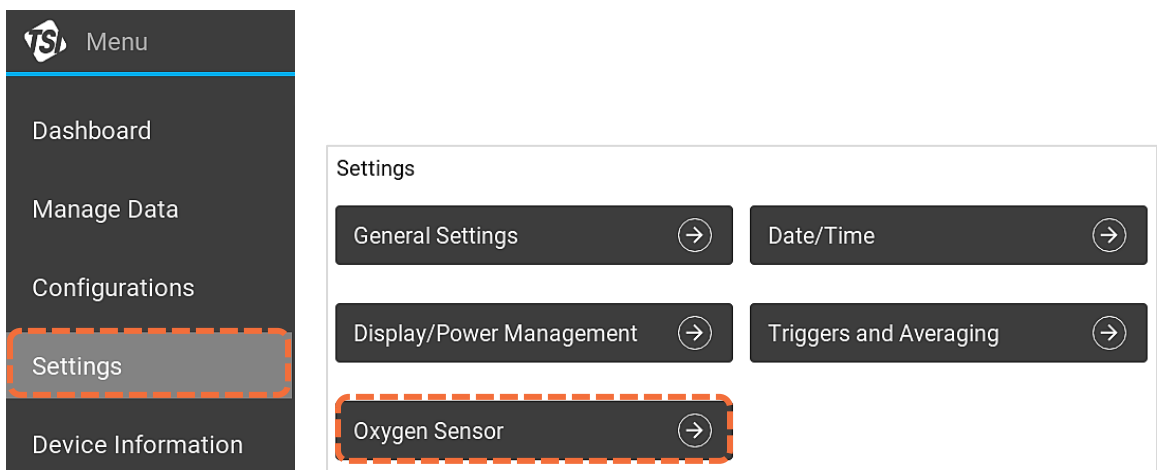 TSI Menu
Dashboard
Manage Data
Configurations
Settings
Device Information
Settings
General Settings
Date/Time
Display/Power Management
Triggers and Averaging
Oxygen Sensor